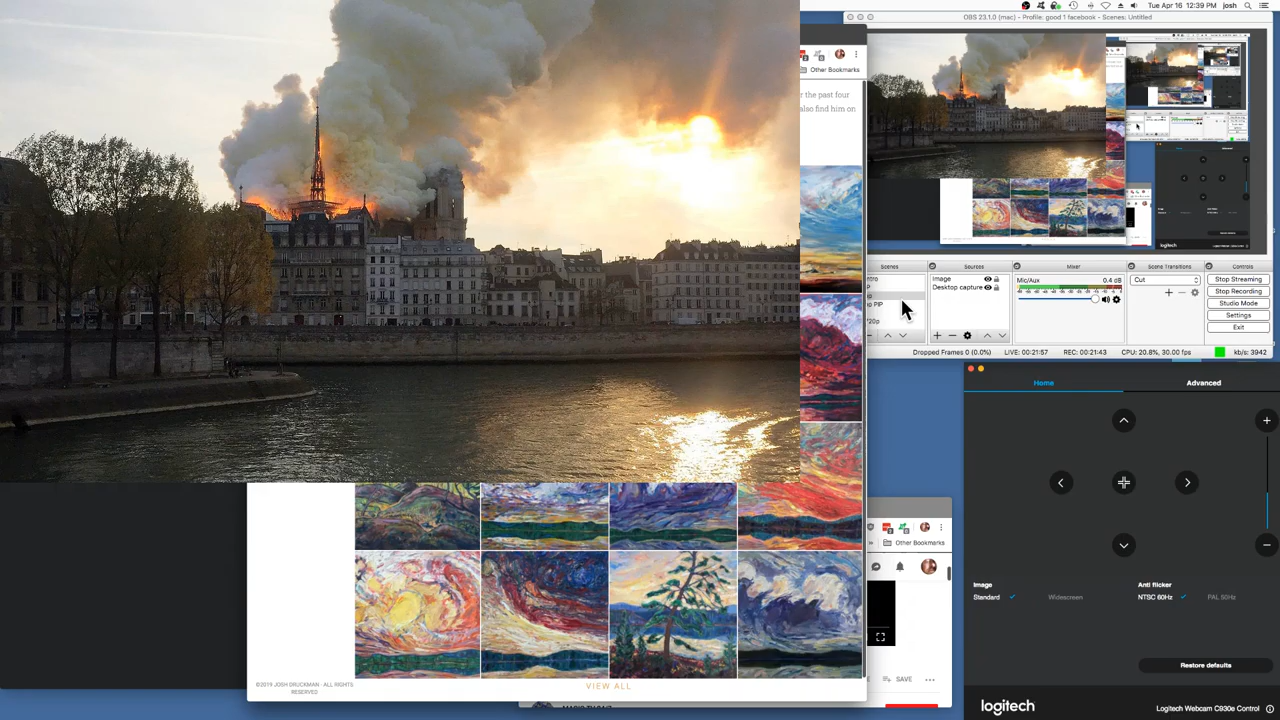 Tue Apr 16 12:39 PM josh
OBS 23.1.0 (mac) - Profile: good 1 facebook - Scenes: Untitled
Other Bookmarks
r the past four
also find him on
Scenes
Sources
Mixer
Scene Transitions
Controls
ntro
P
op PIP
720p
Image
Desktop capture
Mic/Aux 0.4 dB
Cut
Stop Streaming
Stop Recording
Studio Mode
Settings
Exit
Dropped Frames 0 (0.0%) LIVE: 00:21:57 REC: 00:21:43 CPU: 20.8%, 30.00 fps kb/s: 3942
Home Advanced
Other Bookmarks
Image
Standard Widescreen
Anti flicker
NTSC 60Hz PAL 50Hz
Restore defaults
SAVE
©2019 JOSH DRUCKMAN - ALL RIGHTS
RESERVED
VIEW ALL
logitech Logitech Webcam C930e Control